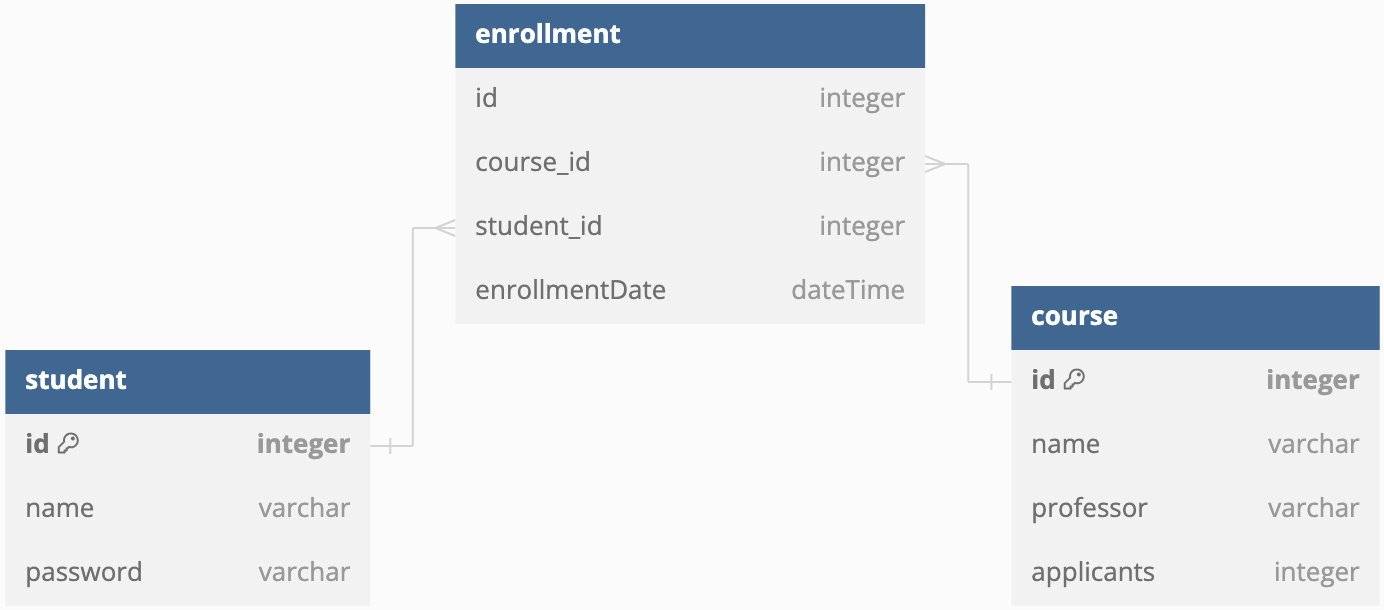 enrollment
id integer
course_id integer
student_id integer
enrollmentDate dateTime
student
id integer
name varchar
password varchar
course
id integer
name varchar
professor varchar
applicants integer